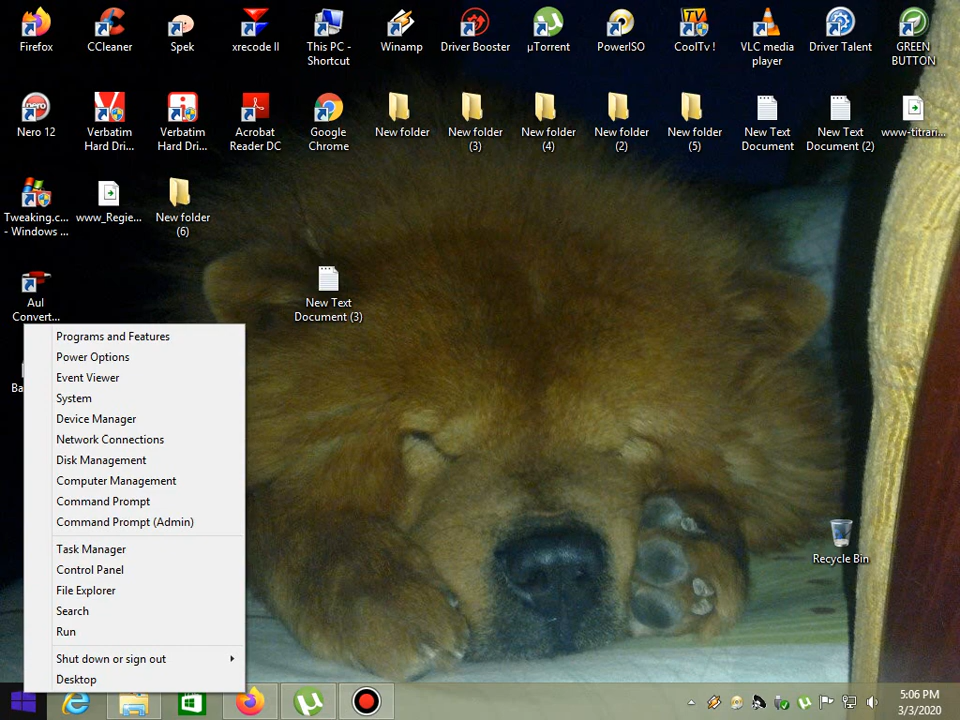 Firefox
CCleaner
Spek
xrecode II
This PC -
Shortcut
Winamp
Driver Booster
µTorrent
PowerISO
CoolTv !
VLC media
player
Driver Talent
GREEN
BUTTON
Nero 12
Verbatim
Hard Dri...
Verbatim
Hard Dri...
Acrobat
Reader DC
Google
Chrome
New folder
New folder
(3)
New folder
(4)
New folder
(2)
New folder
(5)
New Text
Document
New Text
Document (2)
www-titrari...
Tweaking.c...
- Windows ...
www_Regie...
New folder
(6)
Aul
Convert...
New Text
Document (3)
Ba
Programs and Features
Power Options
Event Viewer
System
Device Manager
Network Connections
Disk Management
Computer Management
Command Prompt
Command Prompt (Admin)
Task Manager
Control Panel
File Explorer
Search
Run
Shut down or sign out
Desktop
Recycle Bin
5:06 PM
3/3/2020